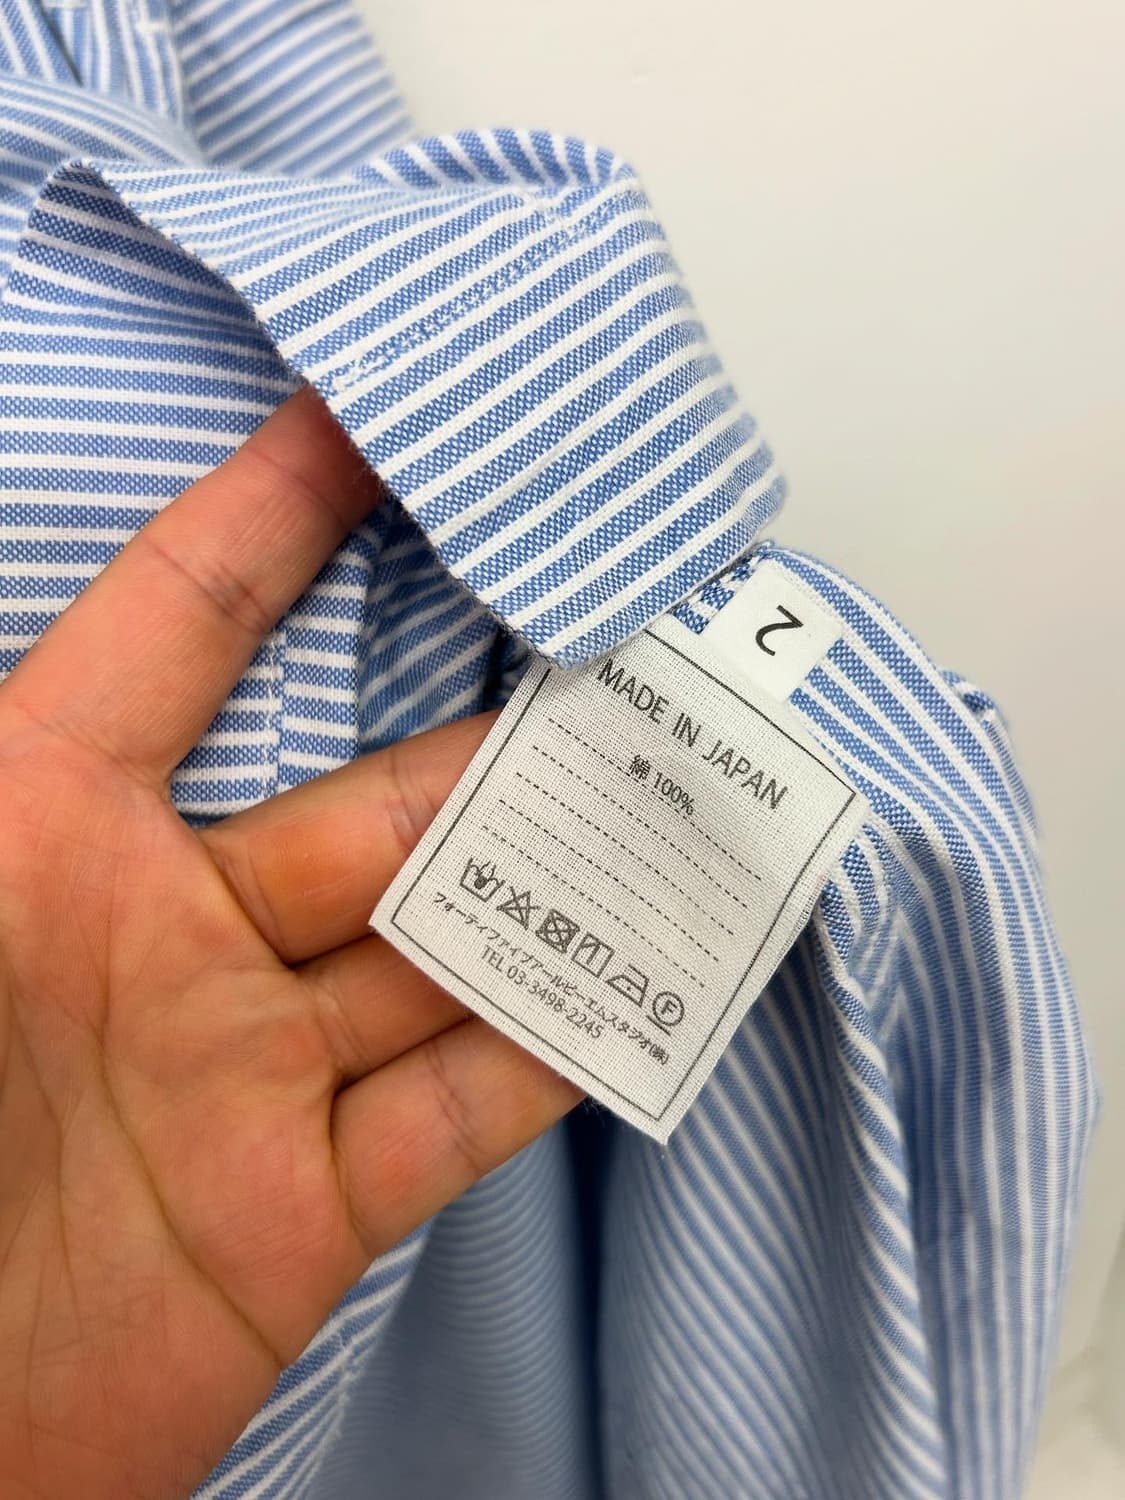 2
MADE IN JAPAN
綿 100%
F
フォーティファイブアールピーエムスタジオ(株)
TEL 03-3498-2245